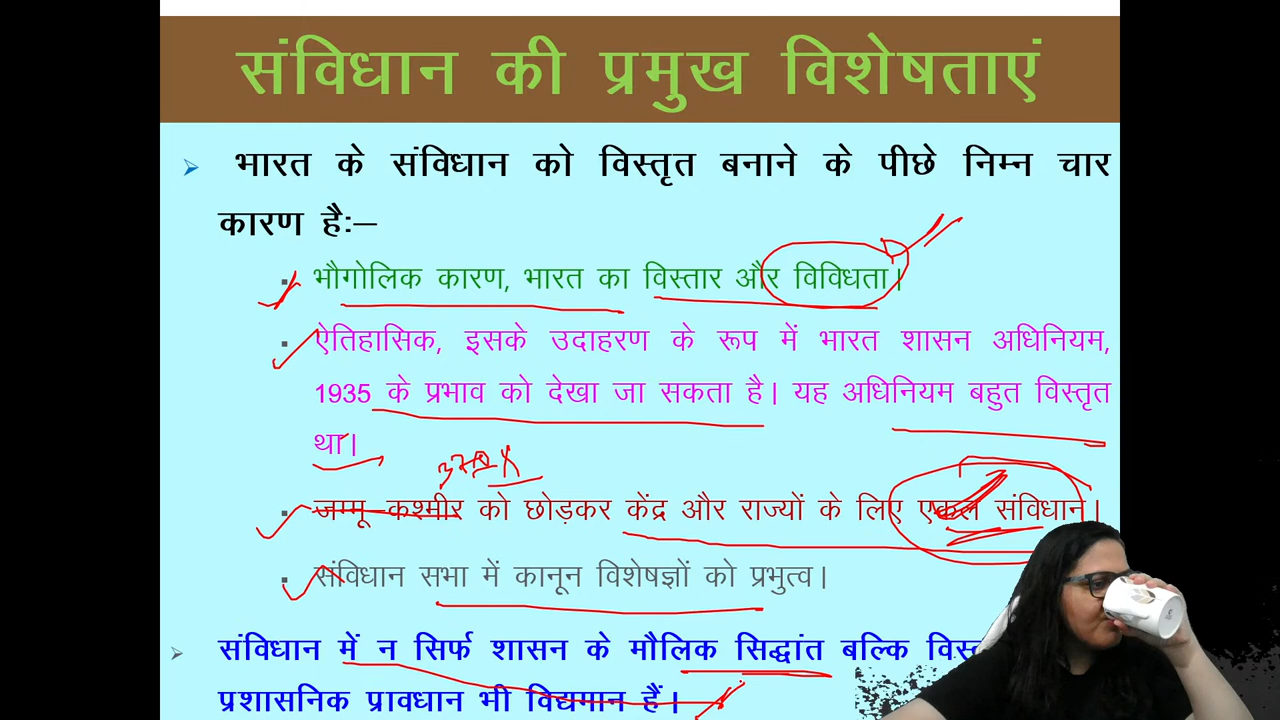 संविधान की प्रमुख विशेषताएं
भारत के संविधान को विस्तृत बनाने के पीछे निम्न चार
कारण है:–
भौगोलिक कारण, भारत का विस्तार और विविधता।
ऐतिहासिक, इसके उदाहरण के रूप में भारत शासन अधिनियम,
1935 के प्रभाव को देखा जा सकता है। यह अधिनियम बहुत विस्तृत
था।
370 X
जम्मू–कश्मीर को छोड़कर केंद्र और राज्यों के लिए एकल संविधान।
संविधान सभा में कानून विशेषज्ञों को प्रभुत्व।
संविधान में न सिर्फ शासन के मौलिक सिद्धांत बल्कि
प्रशासनिक प्रावधान भी विद्यमान हैं।